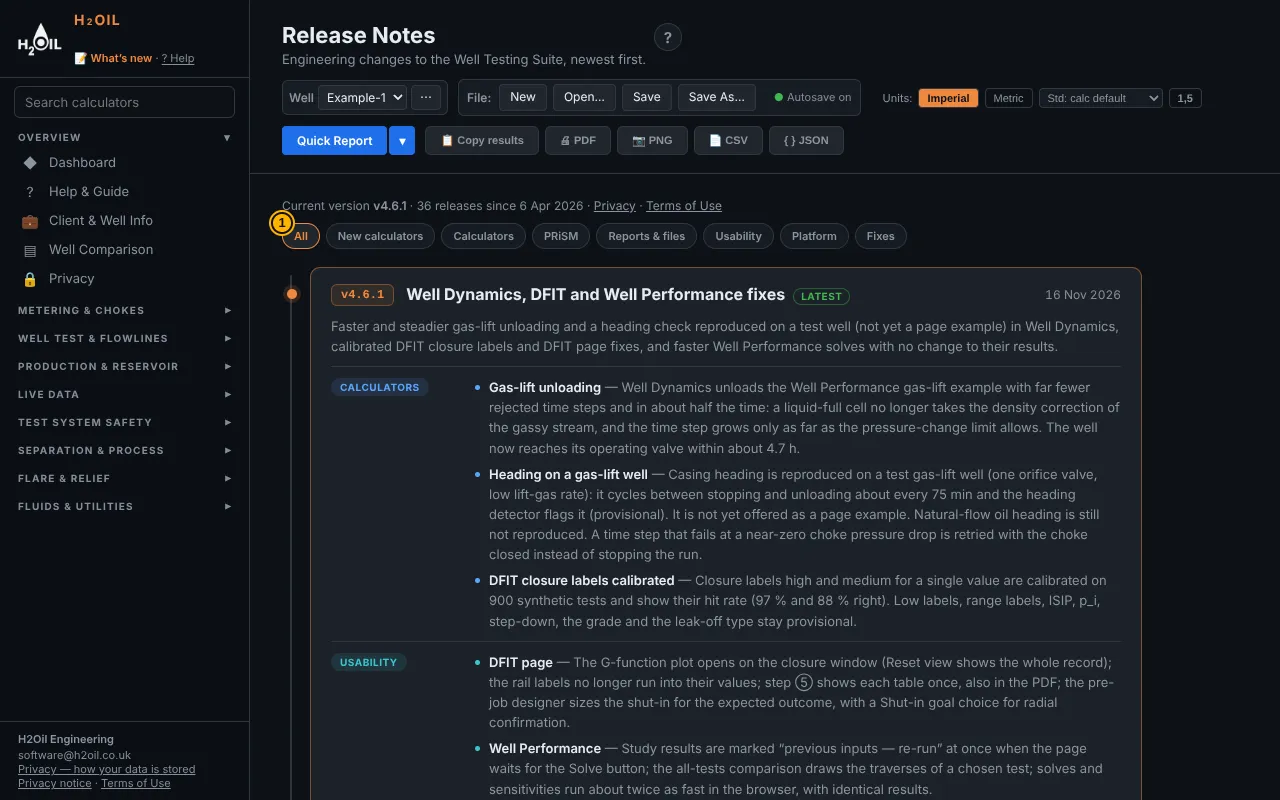 H2OIL
H₂OIL
📝 What's new · ? Help
Search calculators
OVERVIEW ▾
◆ Dashboard
? Help & Guide
💼 Client & Well Info
▤ Well Comparison
🔒 Privacy
METERING & CHOKES ▸
WELL TEST & FLOWLINES ▸
PRODUCTION & RESERVOIR ▸
LIVE DATA ▸
TEST SYSTEM SAFETY ▸
SEPARATION & PROCESS ▸
FLARE & RELIEF ▸
FLUIDS & UTILITIES ▸
H2Oil Engineering
software@h2oil.co.uk
Privacy — how your data is stored
Privacy notice · Terms of Use
Release Notes ?
Engineering changes to the Well Testing Suite, newest first.
Well Example-1 ··· File: New Open... Save Save As... Autosave on Units: Imperial Metric Std: calc default 1,5
Quick Report ▾ 📋 Copy results 🖨 PDF 📷 PNG 📄 CSV { } JSON
Current version v4.6.1 · 36 releases since 6 Apr 2026 · Privacy · Terms of Use
1
All New calculators Calculators PRiSM Reports & files Usability Platform Fixes
v4.6.1 Well Dynamics, DFIT and Well Performance fixes LATEST 16 Nov 2026
Faster and steadier gas-lift unloading and a heading check reproduced on a test well (not yet a page example) in Well Dynamics,
calibrated DFIT closure labels and DFIT page fixes, and faster Well Performance solves with no change to their results.
CALCULATORS
• Gas-lift unloading — Well Dynamics unloads the Well Performance gas-lift example with far fewer
rejected time steps and in about half the time: a liquid-full cell no longer takes the density correction of
the gassy stream, and the time step grows only as far as the pressure-change limit allows. The well
now reaches its operating valve within about 4.7 h.
• Heading on a gas-lift well — Casing heading is reproduced on a test gas-lift well (one orifice valve,
low lift-gas rate): it cycles between stopping and unloading about every 75 min and the heading
detector flags it (provisional). It is not yet offered as a page example. Natural-flow oil heading is still
not reproduced. A time step that fails at a near-zero choke pressure drop is retried with the choke
closed instead of stopping the run.
• DFIT closure labels calibrated — Closure labels high and medium for a single value are calibrated on
900 synthetic tests and show their hit rate (97 % and 88 % right). Low labels, range labels, ISIP, p_i,
step-down, the grade and the leak-off type stay provisional.
USABILITY
• DFIT page — The G-function plot opens on the closure window (Reset view shows the whole record);
the rail labels no longer run into their values; step ⑤ shows each table once, also in the PDF; the pre-
job designer sizes the shut-in for the expected outcome, with a Shut-in goal choice for radial
confirmation.
• Well Performance — Study results are marked “previous inputs — re-run” at once when the page
waits for the Solve button; the all-tests comparison draws the traverses of a chosen test; solves and
sensitivities run about twice as fast in the browser, with identical results.